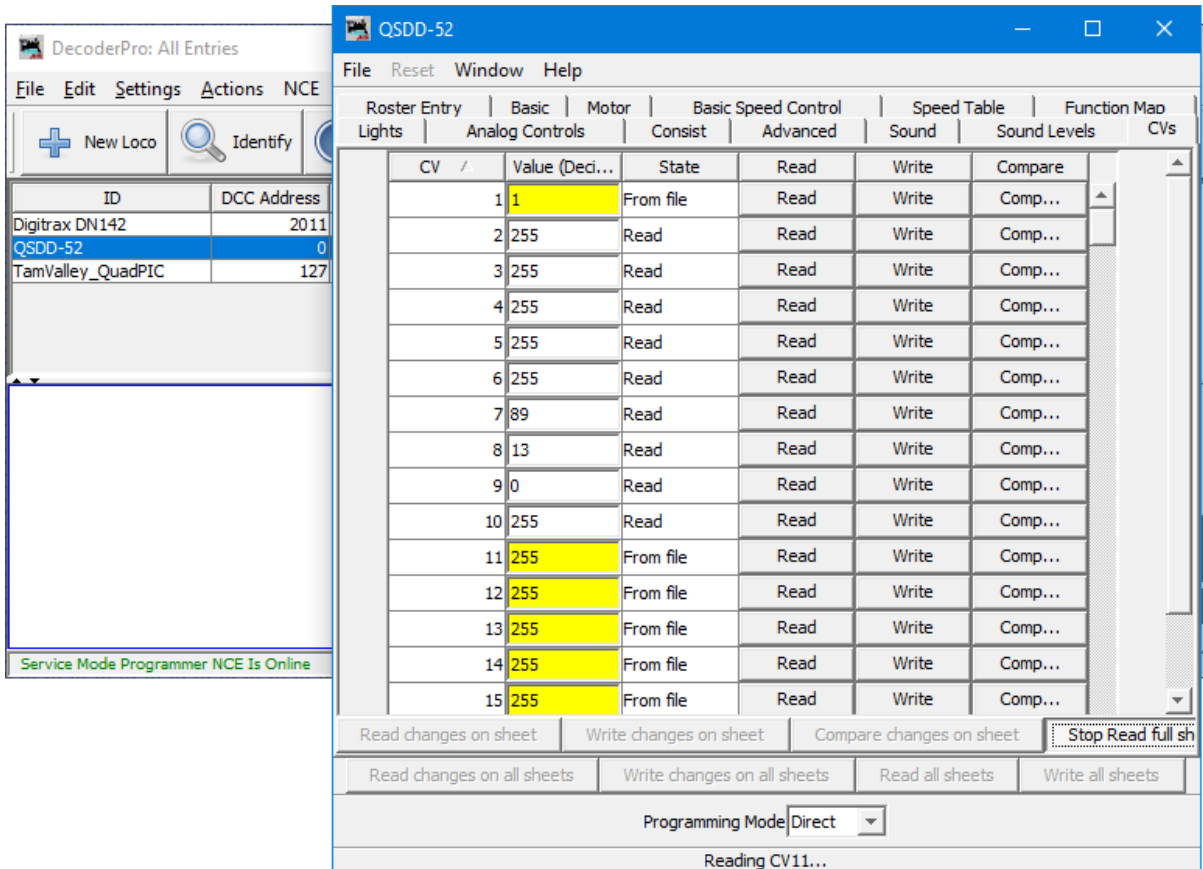 DecoderPro: All Entries
File Edit Settings Actions NCE
New Loco Identify
ID DCC Address
Digitrax DN142 2011
QSDD-52 0
TamValley_QuadPIC 127
Service Mode Programmer NCE Is Online
QSDD-52
File Reset Window Help
Roster Entry Basic Motor Basic Speed Control Speed Table Function Map
Lights Analog Controls Consist Advanced Sound Sound Levels CVs
CV Value (Deci... State Read Write Compare
1 1 From file Read Write Comp...
2 255 Read Read Write Comp...
3 255 Read Read Write Comp...
4 255 Read Read Write Comp...
5 255 Read Read Write Comp...
6 255 Read Read Write Comp...
7 89 Read Read Write Comp...
8 13 Read Read Write Comp...
9 0 Read Read Write Comp...
10 255 Read Read Write Comp...
11 255 From file Read Write Comp...
12 255 From file Read Write Comp...
13 255 From file Read Write Comp...
14 255 From file Read Write Comp...
15 255 From file Read Write Comp...
Read changes on sheet Write changes on sheet Compare changes on sheet Stop Read full sh
Read changes on all sheets Write changes on all sheets Read all sheets Write all sheets
Programming Mode Direct
Reading CV11...